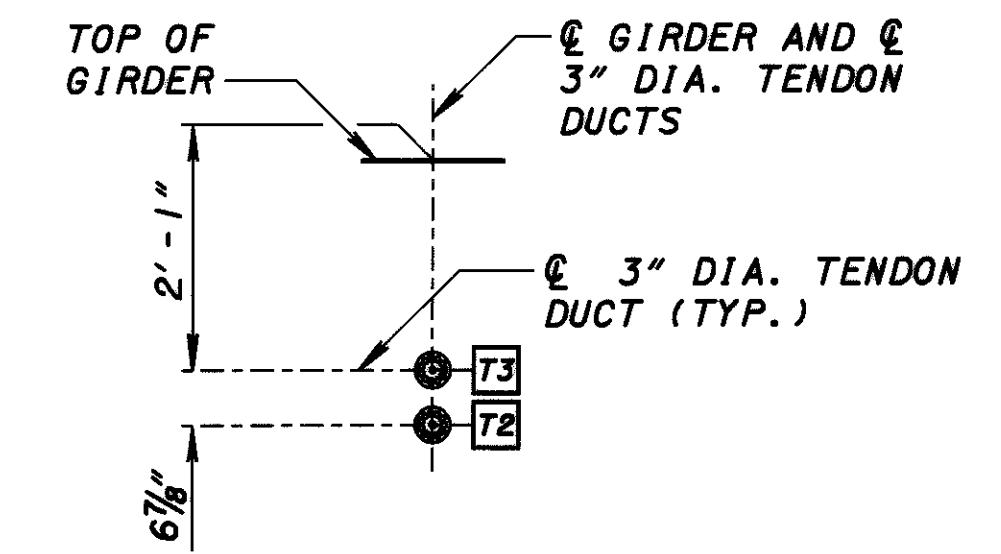 TOP OF
GIRDER
℄ GIRDER AND ℄
3" DIA. TENDON
DUCTS
2'-1"
℄ 3" DIA. TENDON
DUCT (TYP.)
T3
T2
6⅞"